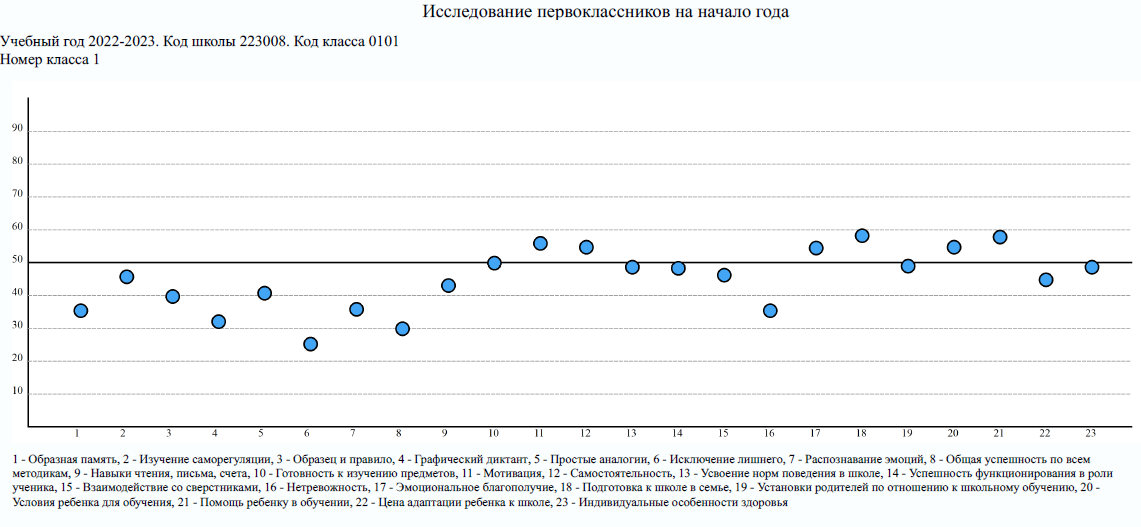 Исследование первоклассников на начало года
Учебный год 2022-2023. Код школы 223008. Код класса 0101
Номер класса 1
90
80
70
60
50
40
30
20
10
1 2 3 4 5 6 7 8 9 10 11 12 13 14 15 16 17 18 19 20 21 22 23
1 - Образная память, 2 - Изучение саморегуляции, 3 - Образец и правило, 4 - Графический диктант, 5 - Простые аналогии, 6 - Исключение лишнего, 7 - Распознавание эмоций, 8 - Общая успешность по всем
методикам, 9 - Навыки чтения, письма, счета, 10 - Готовность к изучению предметов, 11 - Мотивация, 12 - Самостоятельность, 13 - Усвоение норм поведения в школе, 14 - Успешность функционирования в роли
ученика, 15 - Взаимодействие со сверстниками, 16 - Нетревожность, 17 - Эмоциональное благополучие, 18 - Подготовка к школе в семье, 19 - Установки родителей по отношению к школьному обучению, 20 -
Условия ребенка для обучения, 21 - Помощь ребенку в обучении, 22 - Цена адаптации ребенка к школе, 23 - Индивидуальные особенности здоровья